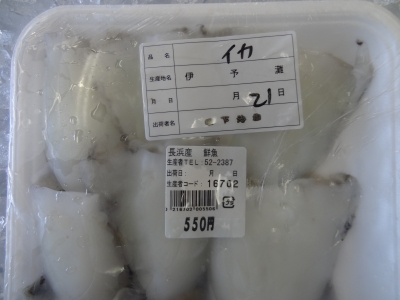 品名 イカ
生産地名 伊予灘
月日 月21日
出荷者名
長浜産 鮮魚
生産者TEL 52-2387
出荷日: 月 日
生産者コード: 16702
550円